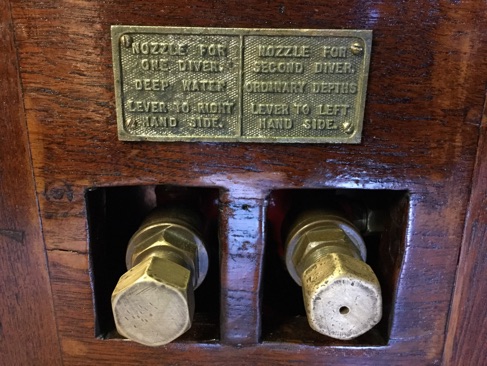 NOZZLE FOR
ONE DIVER.
DEEP WATER
LEVER TO RIGHT
HAND SIDE.
NOZZLE FOR
SECOND DIVER.
ORDINARY DEPTHS
LEVER TO LEFT
HAND SIDE.